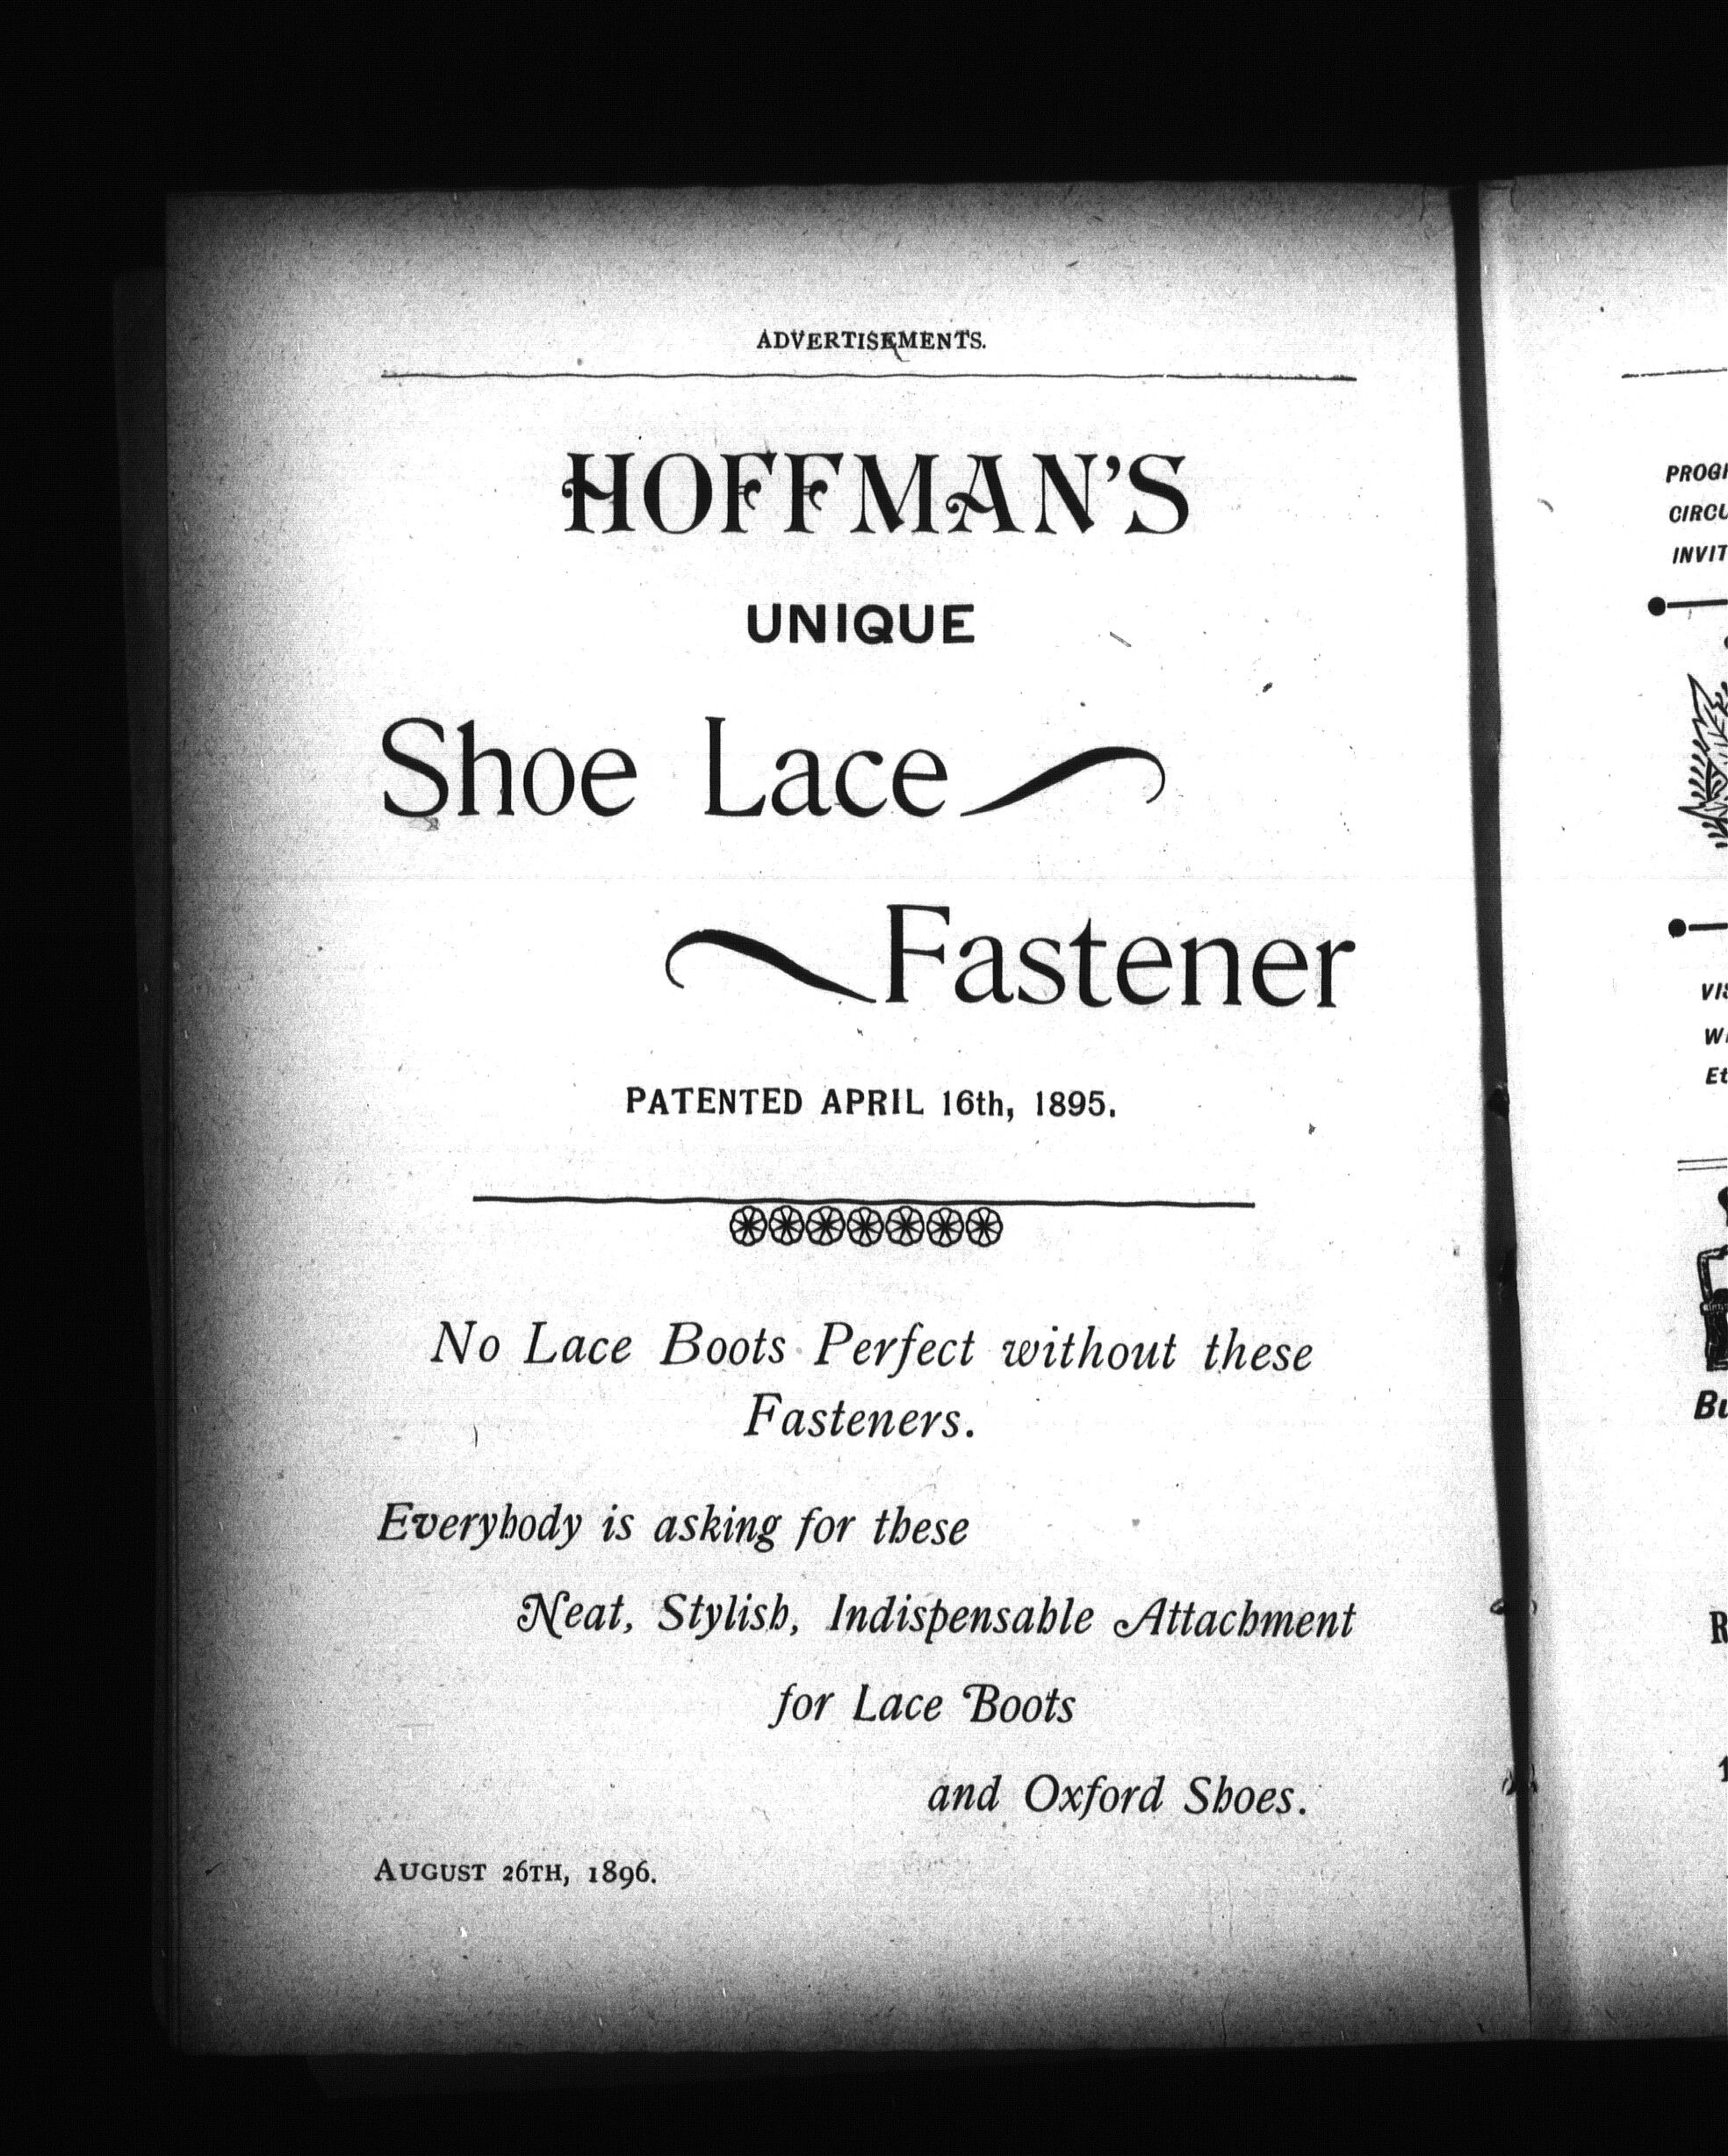 ADVERTISEMENTS.
HOFFMAN'S
UNIQUE
Shoe Lace
Fastener
PATENTED APRIL 16th, 1895.
No Lace Boots Perfect without these
Fasteners.
Everybody is asking for these
Neat, Stylish, Indispensable Attachment
for Lace Boots
and Oxford Shoes.
AUGUST 26TH, 1896.